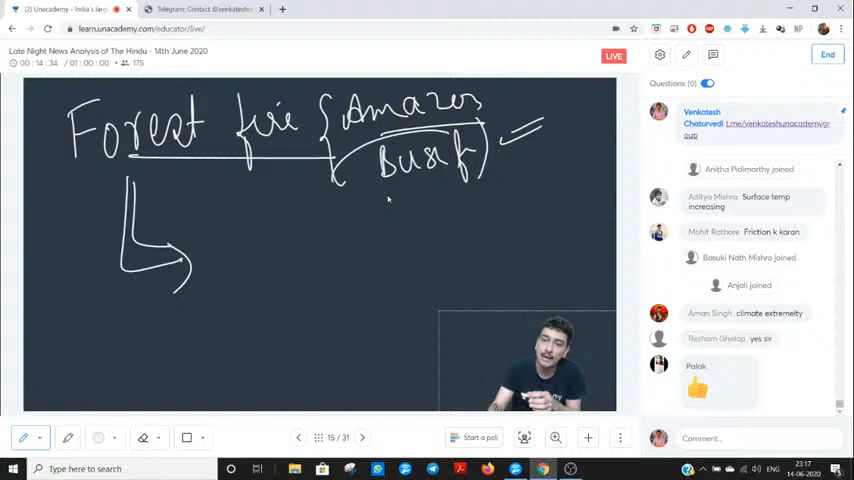 (2) Unacademy - India's larg
Telegram: Contact @venkateshu
learn.unacademy.com/educator/live/
NP
Late Night News Analysis of The Hindu - 14th June 2020
00 : 14 : 34 / 01 : 00 : 00 • 175
LIVE
End
Forest fire { Amazon
Bush
Questions (0)
Venkatesh
Chaturvedi t.me/venkateshunacademygr
oup
Anitha Pidimarthy joined
Aditya Mishra Surface temp
increasing
Mohit Rathore Friction k karan
Basuki Nath Mishra joined
Anjali joined
Aman Singh climate extremeity
Resham Gholap yes sir
Palak
15 / 31
Start a poll
Comment...
Type here to search
ENG
23:17
14-06-2020